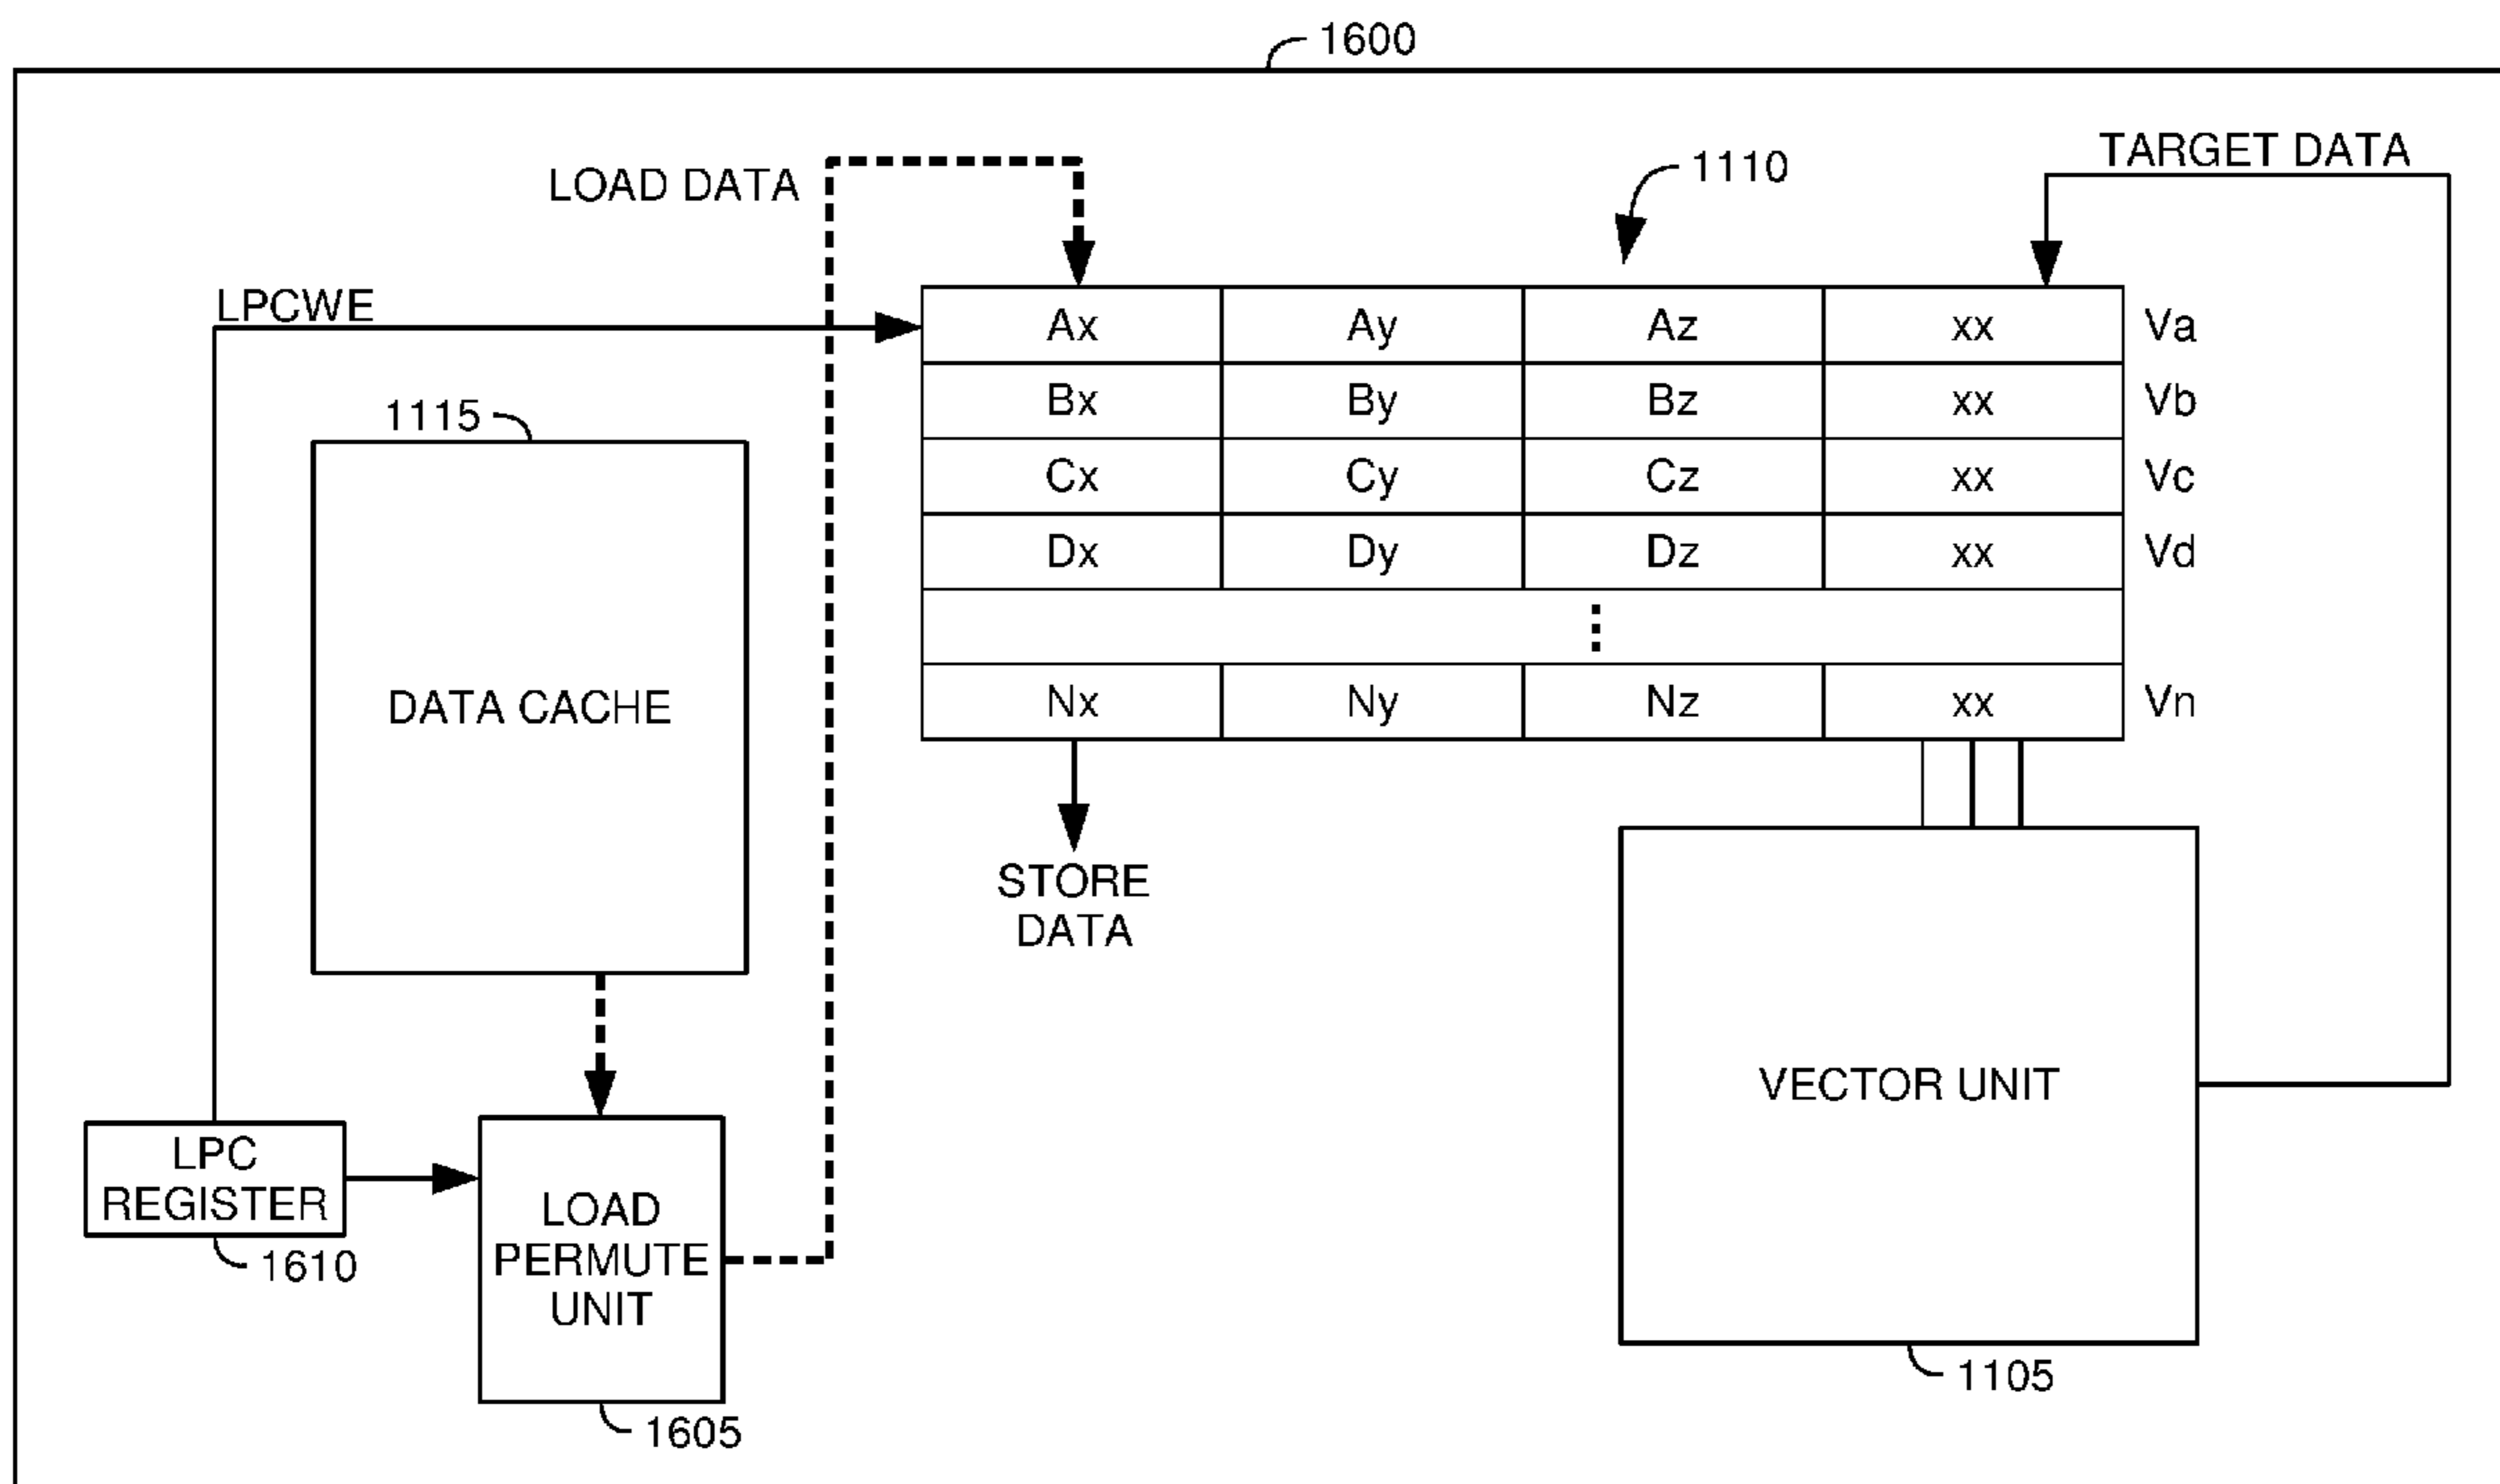 1600
TARGET DATA
LOAD DATA
1110
LPCWE
Ax Ay Az xx Va
Bx By Bz xx Vb
1115
Cx Cy Cz xx Vc
Dx Dy Dz xx Vd
⋮
DATA CACHE
Nx Ny Nz xx Vn
STORE
DATA
VECTOR UNIT
LPC
REGISTER
1610
LOAD
PERMUTE
UNIT
1105
1605